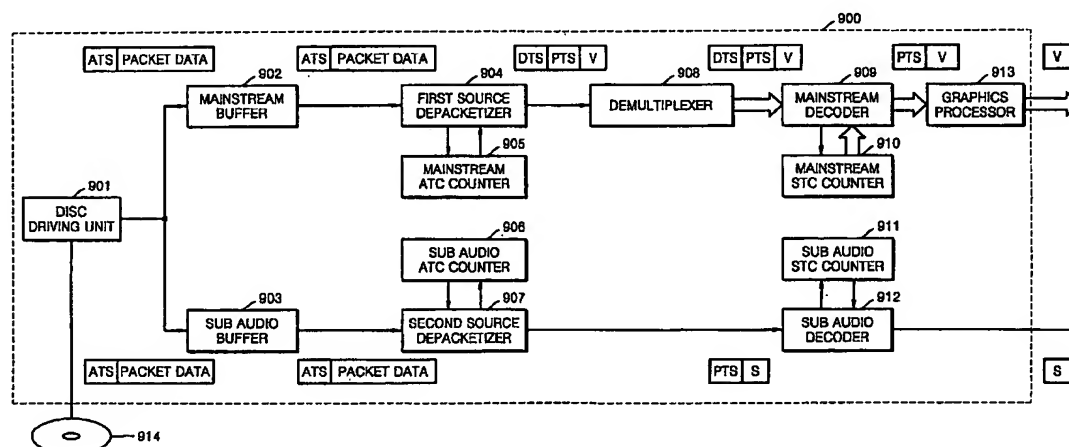 900
ATS PACKET DATA
ATS PACKET DATA
DTS PTS V
DTS PTS V
PTS V
V
902
MAINSTREAM
BUFFER
904
FIRST SOURCE
DEPACKETIZER
908
DEMULTIPLEXER
909
MAINSTREAM
DECODER
913
GRAPHICS
PROCESSOR
905
MAINSTREAM
ATC COUNTER
910
MAINSTREAM
STC COUNTER
901
DISC
DRIVING UNIT
906
SUB AUDIO
ATC COUNTER
911
SUB AUDIO
STC COUNTER
903
SUB AUDIO
BUFFER
907
SECOND SOURCE
DEPACKETIZER
912
SUB AUDIO
DECODER
ATS PACKET DATA
ATS PACKET DATA
PTS S
S
914